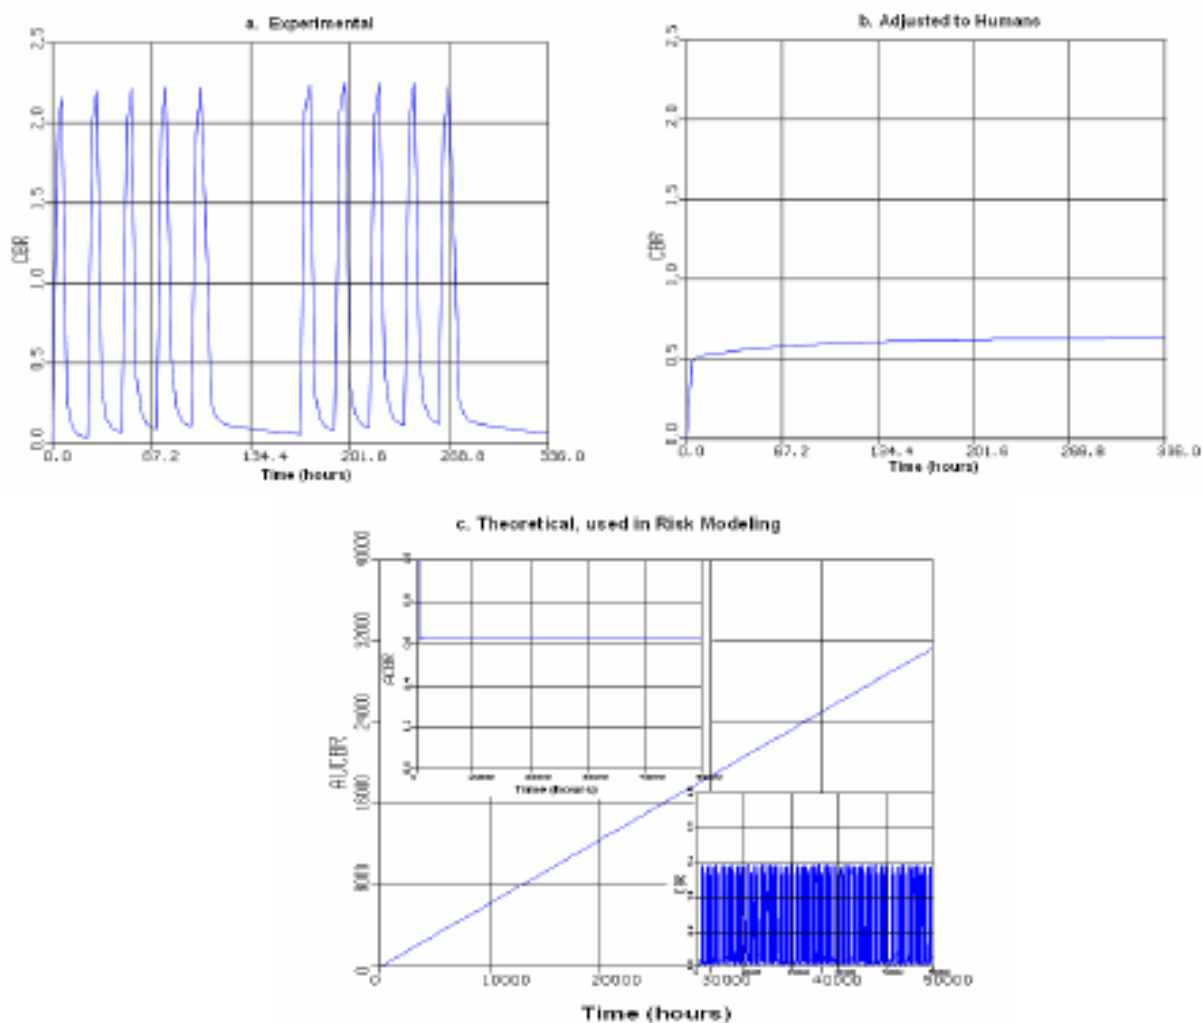 a. Experimental
2.5
2.0
1.5
1.0
0.5
0.0
CBR
0.0 67.2 134.4 201.6 268.8 336.0
Time (hours)
b. Adjusted to Humans
2.5
2.0
1.5
1.0
0.5
0.0
CBR
0.0 67.2 134.4 201.6 268.8 336.0
Time (hours)
c. Theoretical, used in Risk Modeling
40000
32000
24000
16000
8000
0
AUCBR
ACBR
Time (hours)
CBR
0 10000 20000 30000 40000 50000
Time (hours)